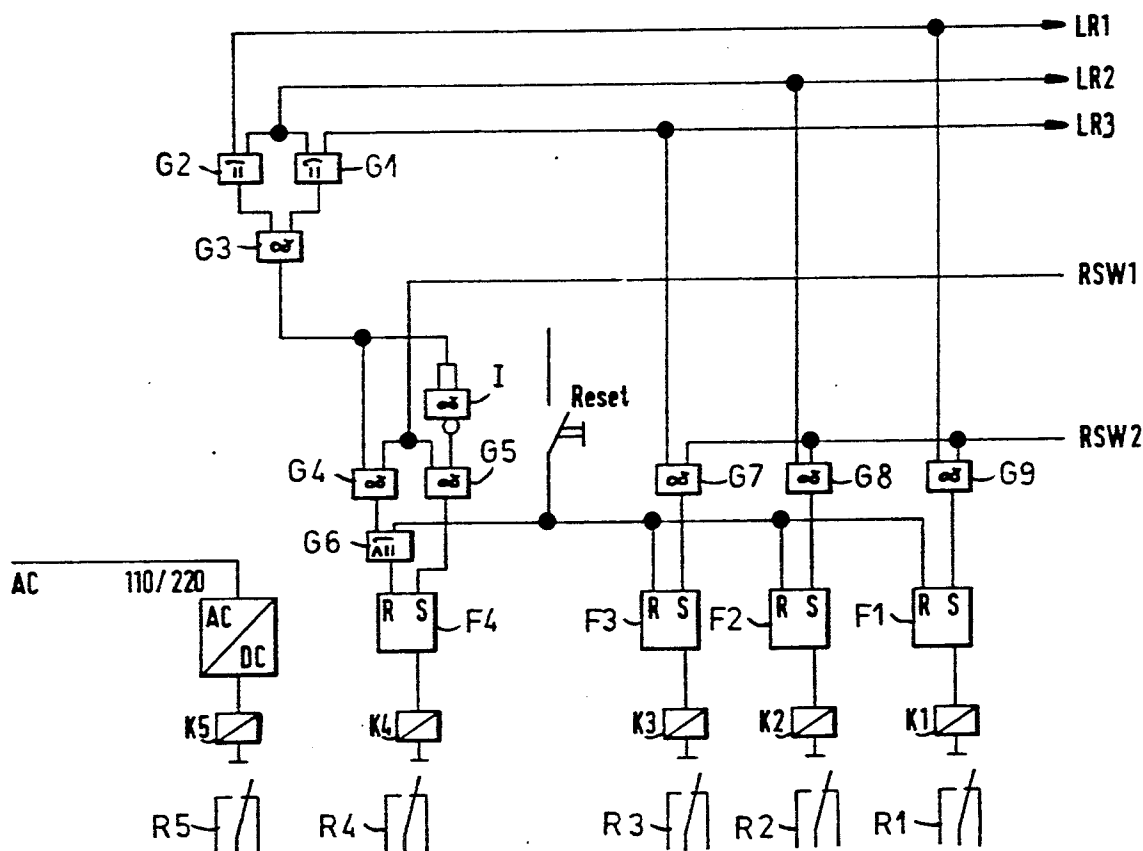 LR1
LR2
LR3
G2
G1
G3
RSW1
I
Reset
RSW2
G4
G5
G7
G8
G9
G6
AC
110/220
AC
DC
R S
F4
F3
R S
F2
R S
F1
R S
K5
K4
K3
K2
K1
R5
R4
R3
R2
R1